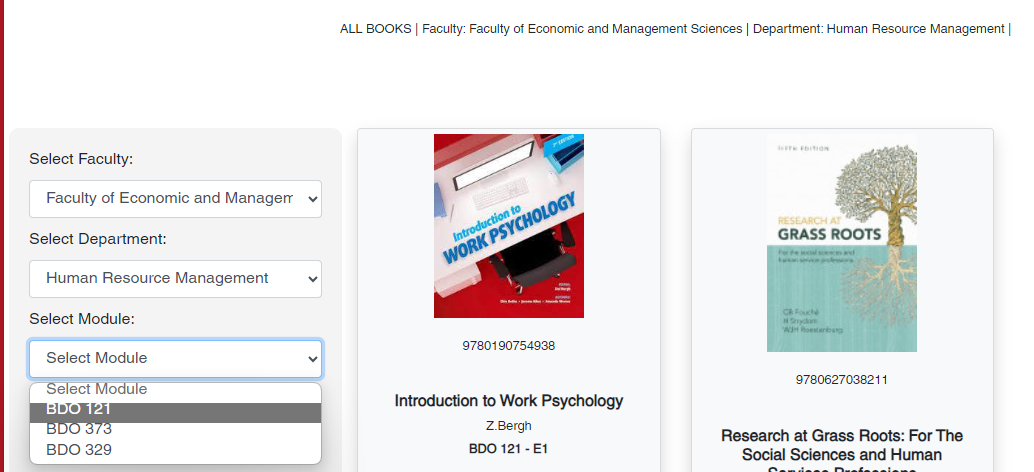 ALL BOOKS | Faculty: Faculty of Economic and Management Sciences | Department: Human Resource Management |
Select Faculty:
Faculty of Economic and Managem
Select Department:
Human Resource Management
Select Module:
Select Module
Select Module
BDO 121
BDO 373
BDO 329
Introduction to
WORK PSYCHOLOGY
9780190754938
Introduction to Work Psychology
Z.Bergh
BDO 121 - E1
FIFTH EDITION
RESEARCH AT
GRASS ROOTS
For the social sciences and
human service professions
CB Fouché
H Strydom
WJH Roestenburg
9780627038211
Research at Grass Roots: For The
Social Sciences and Human
Services Professions